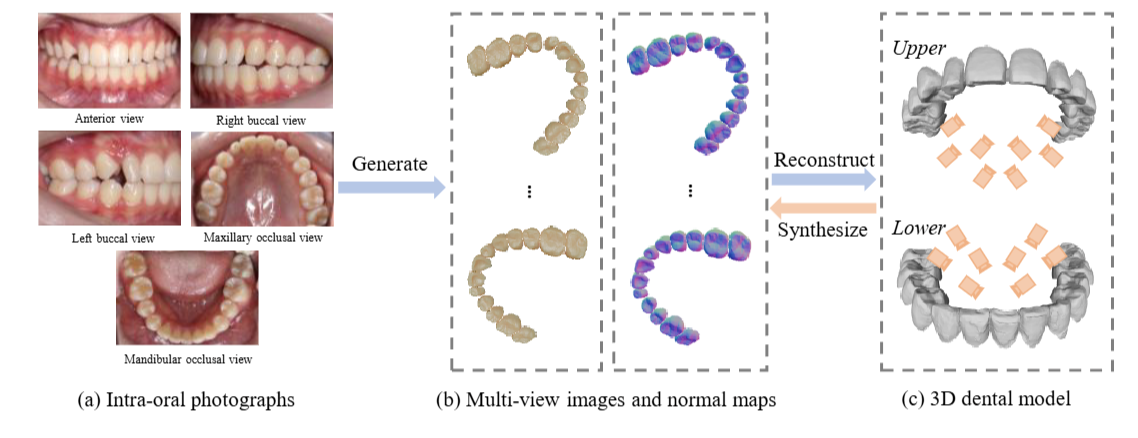 Anterior view
Right buccal view
Left buccal view
Maxillary occlusal view
Mandibular occlusal view
(a) Intra-oral photographs
Generate
...
...
(b) Multi-view images and normal maps
Reconstruct
Synthesize
Upper
Lower
(c) 3D dental model